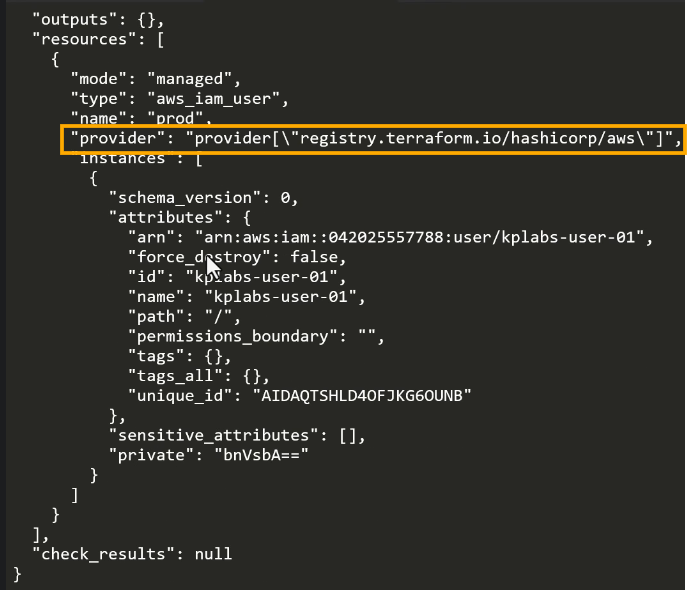 "outputs": {},
"resources": [
{
"mode": "managed",
"type": "aws_iam_user",
"name": "prod",
"provider": "provider[\"registry.terraform.io/hashicorp/aws\"]",
"instances": [
{
"schema_version": 0,
"attributes": {
"arn": "arn:aws:iam::042025557788:user/kplabs-user-01",
"force_destroy": false,
"id": "kplabs-user-01",
"name": "kplabs-user-01",
"path": "/",
"permissions_boundary": "",
"tags": {},
"tags_all": {},
"unique_id": "AIDAQTSHLD4OFJKG6OUNB"
},
"sensitive_attributes": [],
"private": "bnVsbA=="
}
]
}
],
"check_results": null
}